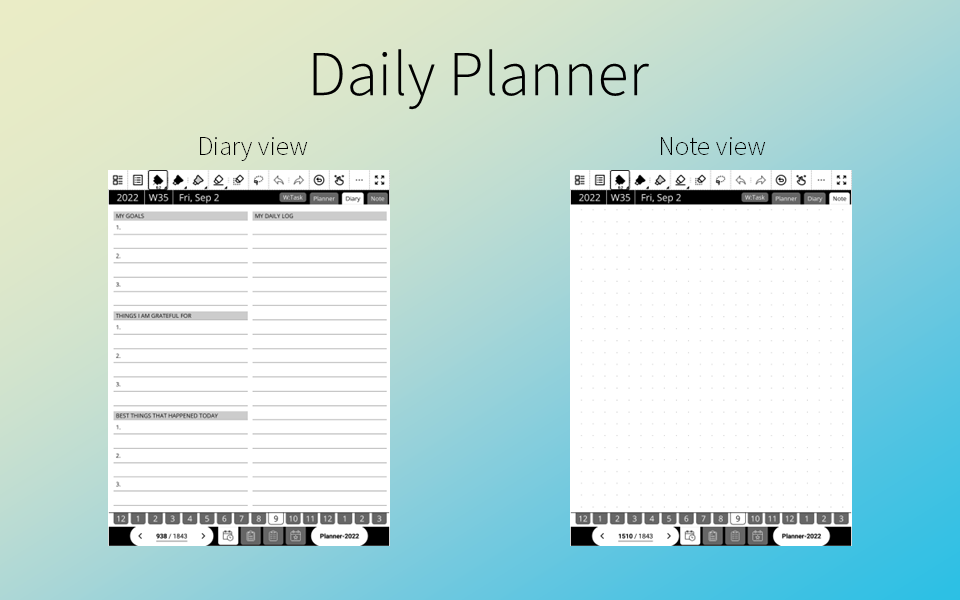 Daily Planner
Diary view
2022 W35 Fri, Sep 2 W:Task Planner Diary Note
MY GOALS
1.
2.
3.
THINGS I AM GRATEFUL FOR
1.
2.
3.
BEST THINGS THAT HAPPENED TODAY
1.
2.
3.
MY DAILY LOG
12 1 2 3 4 5 6 7 8 9 10 11 12 1 2 3
< 938 / 1843 > Planner-2022
Note view
2022 W35 Fri, Sep 2 W:Task Planner Diary Note
12 1 2 3 4 5 6 7 8 9 10 11 12 1 2 3
< 1510 / 1843 > Planner-2022